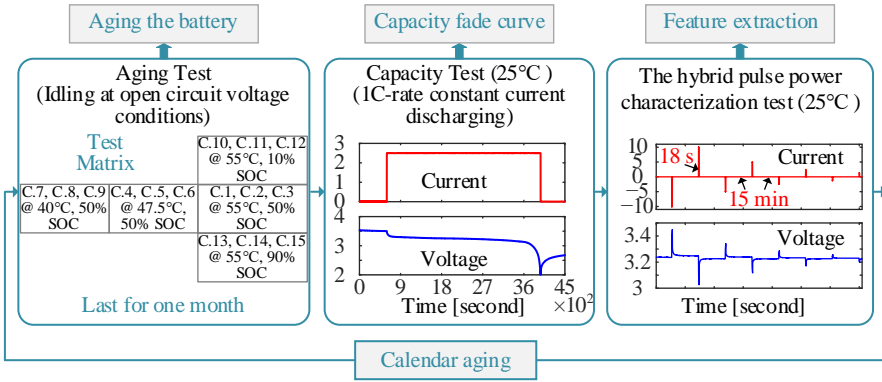 Aging the battery
Capacity fade curve
Feature extraction
Aging Test
(Idling at open circuit voltage
conditions)
Test
Matrix
C.10, C.11, C.12
@ 55°C, 10%
SOC
C.7, C.8, C.9
@ 40°C, 50%
SOC
C.4, C.5, C.6
@ 47.5°C,
50% SOC
C.1, C.2, C.3
@ 55°C, 50%
SOC
C.13, C.14, C.15
@ 55°C, 90%
SOC
Last for one month
Capacity Test (25°C )
(1C-rate constant current
discharging)
3
2
1
0
Current
4
3
2
Voltage
0 9 18 27 36 45
Time [second] ×10²
The hybrid pulse power
characterization test (25°C )
10
5
0
−5
−10
18 s
Current
15 min
3.4
3.2
3
Voltage
Time [second]
Calendar aging